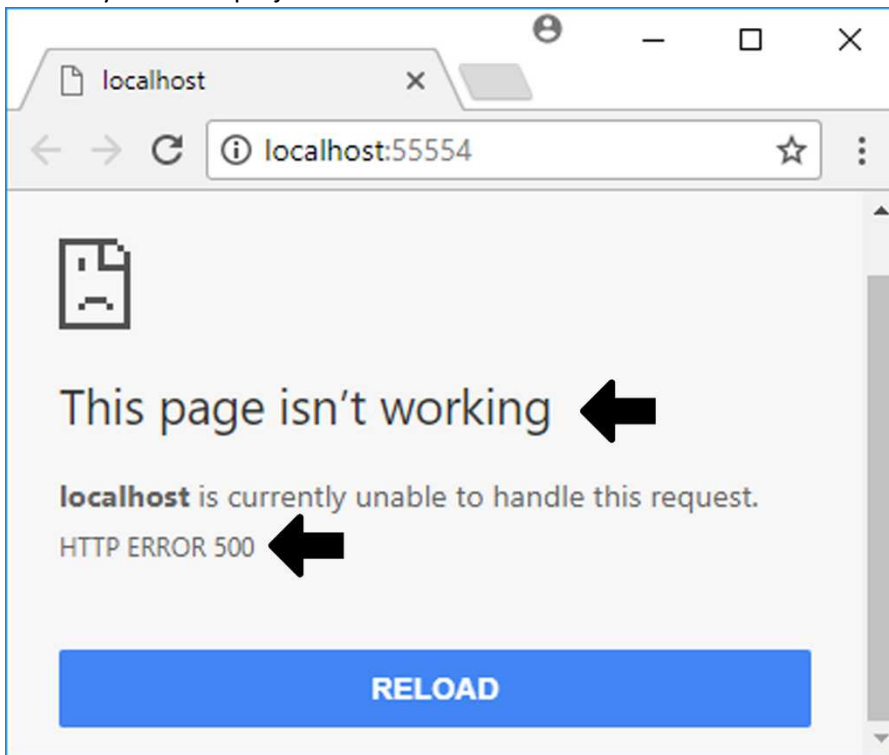 localhost
localhost:55554
This page isn't working
localhost is currently unable to handle this request.
HTTP ERROR 500
RELOAD